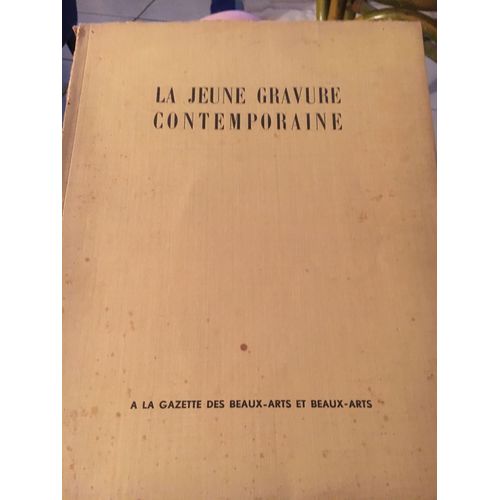 LA JEUNE GRAVURE
CONTEMPORAINE
A LA GAZETTE DES BEAUX-ARTS ET BEAUX-ARTS